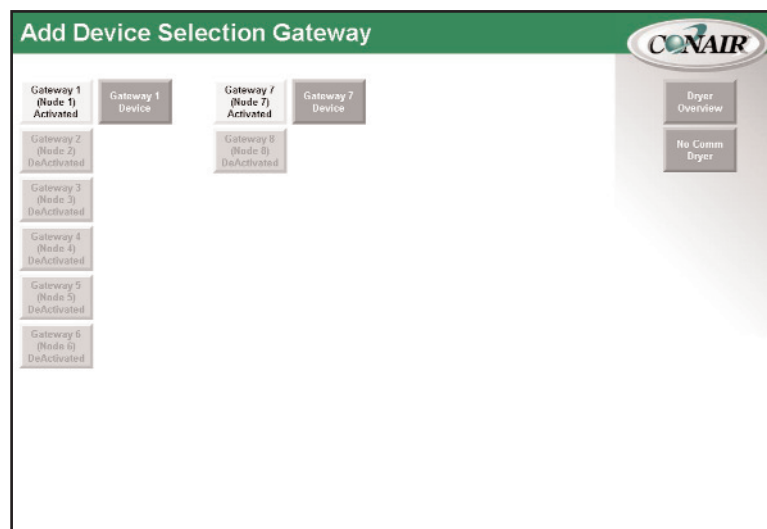 Add Device Selection Gateway
CONAIR
Gateway 1
(Node 1)
Activated
Gateway 1
Device
Gateway 7
(Node 7)
Activated
Gateway 7
Device
Dryer
Overview
Gateway 2
(Node 2)
DeActivated
Gateway 8
(Node 8)
DeActivated
No Comm
Dryer
Gateway 3
(Node 3)
DeActivated
Gateway 4
(Node 4)
DeActivated
Gateway 5
(Node 5)
DeActivated
Gateway 6
(Node 6)
DeActivated